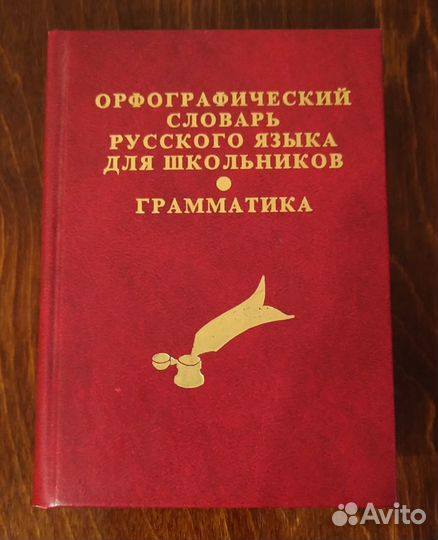 ОРФОГРАФИЧЕСКИЙ
СЛОВАРЬ
РУССКОГО ЯЗЫКА
ДЛЯ ШКОЛЬНИКОВ
•
ГРАММАТИКА
Avito